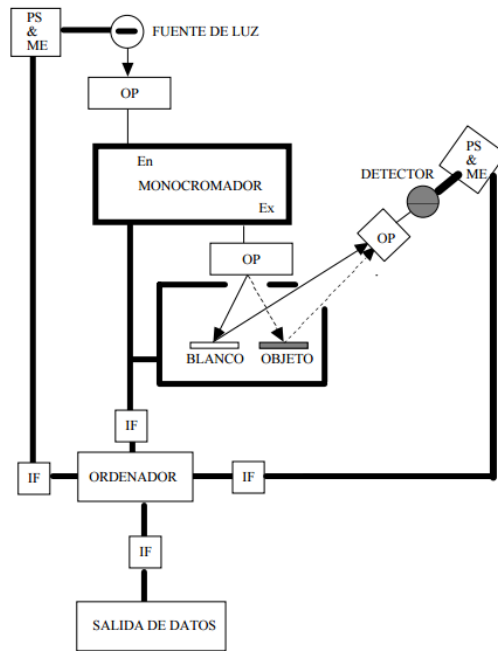 PS
&
ME
FUENTE DE LUZ
OP
En
MONOCROMADOR
Ex
PS
&
ME
DETECTOR
OP
OP
BLANCO
OBJETO
IF
IF
ORDENADOR
IF
IF
SALIDA DE DATOS